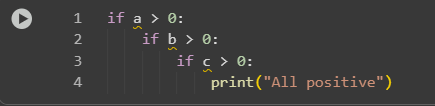 1 if a > 0:
2     if b > 0:
3         if c > 0:
4             print("All positive")